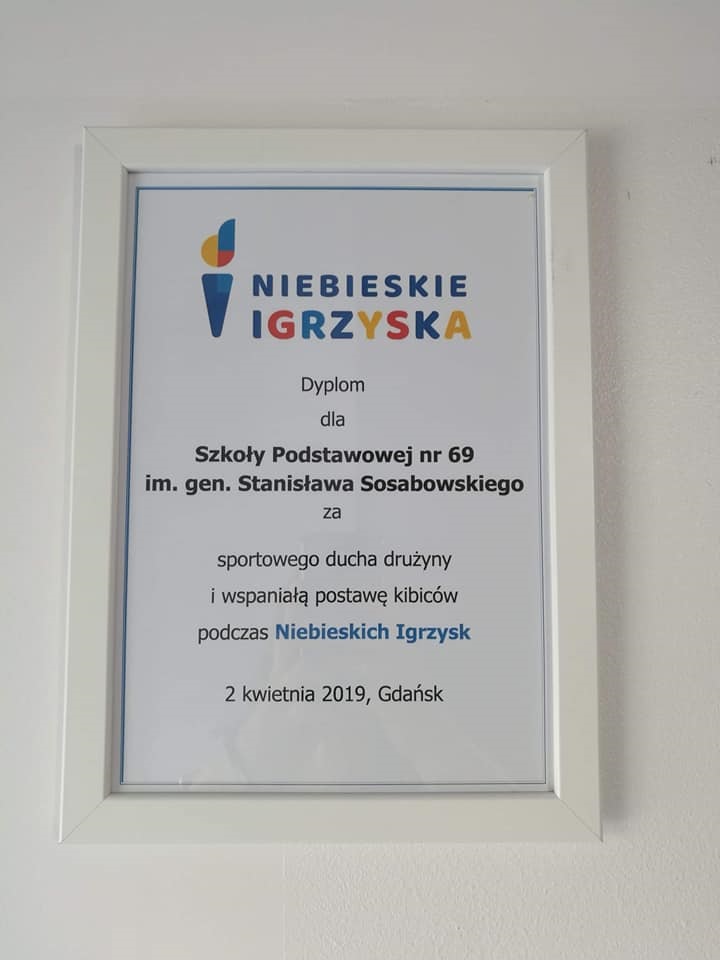 NIEBIESKIE
IGRZYSKA
Dyplom
dla
Szkoły Podstawowej nr 69
im. gen. Stanisława Sosabowskiego
za
sportowego ducha drużyny
i wspaniałą postawę kibiców
podczas Niebieskich Igrzysk
2 kwietnia 2019, Gdańsk